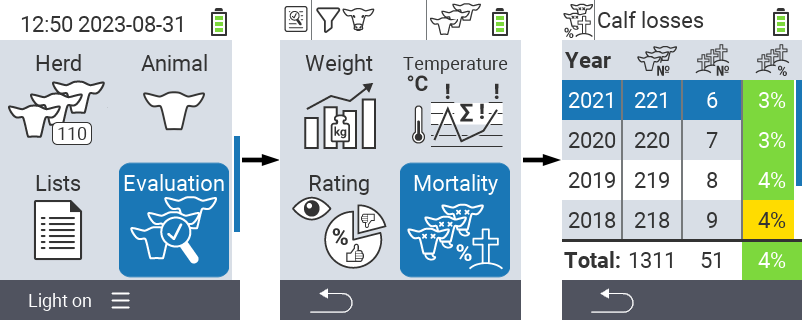 12:50 2023-08-31
Herd Animal
110
Lists Evaluation
Light on
Weight Temperature
°C ! !
Σ!
kg
Rating Mortality
%
%
%
Calf losses
Year № № %
2021 221 6 3%
2020 220 7 3%
2019 219 8 4%
2018 218 9 4%
Total: 1311 51 4%